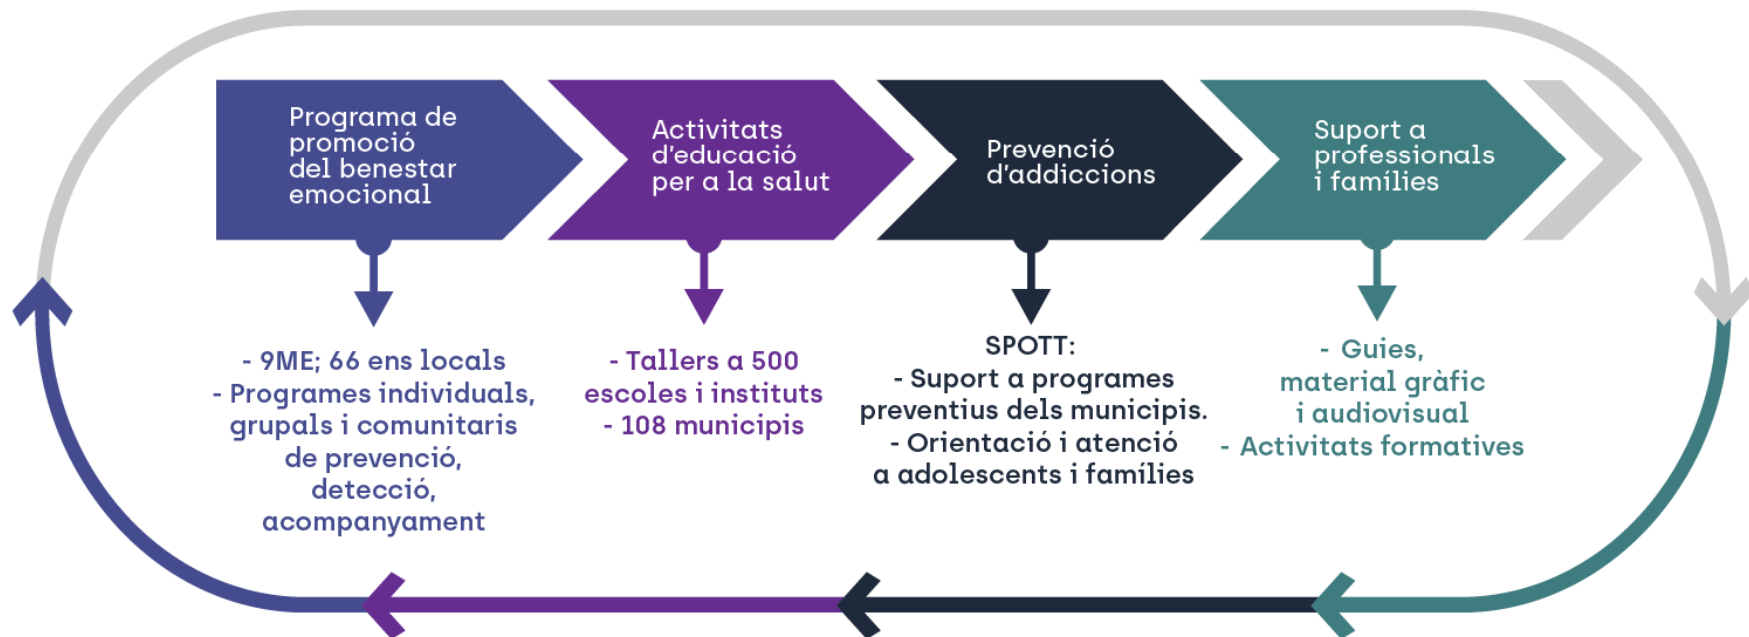 Programa de
promoció
del benestar
emocional
Activitats
d'educació
per a la salut
Prevenció
d'addiccions
Suport a
professionals
i famílies
- 9ME; 66 ens locals
- Programes individuals,
grupals i comunitaris
de prevenció,
detecció,
acompanyament
- Tallers a 500
escoles i instituts
- 108 municipis
SPOTT:
- Suport a programes
preventius dels municipis.
- Orientació i atenció
a adolescents i famílies
- Guies,
material gràfic
i audiovisual
- Activitats formatives